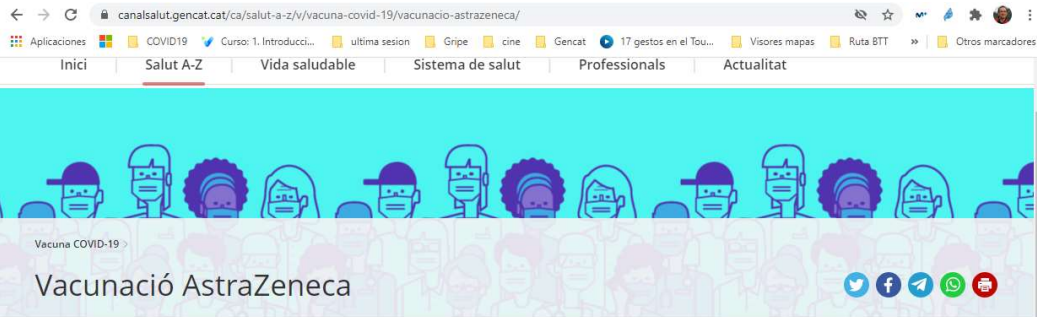 canalsalut.gencat.cat/ca/salut-a-z/v/vacuna-covid-19/vacunacio-astrazeneca/
Aplicaciones COVID19 Curso: 1. Introducci... ultima sesion Gripe cine Gencat 17 gestos en el Tou... Visores mapas Ruta BTT » Otros marcadores
Inici Salut A-Z Vida saludable Sistema de salut Professionals Actualitat
Vacuna COVID-19 >
Vacunació AstraZeneca